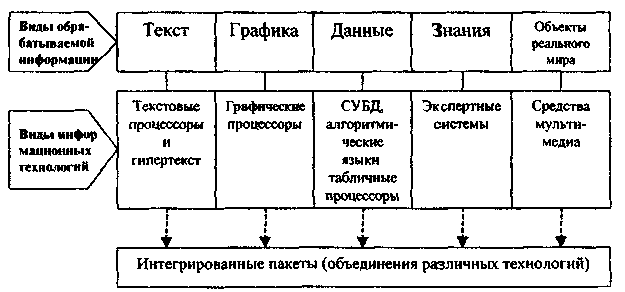 Виды обра-
батываемой
информации
Текст
Графика
Данные
Знания
Объекты
реального
мира
Виды инфор
мационных
технологий
Текстовые
процессоры
и
гипертекст
Графические
процессоры
СУБД,
алгоритми-
ческие
языки
табличные
процессоры
Экспертные
системы
Средства
мульти-
медиа
Интегрированные пакеты (объединения различных технологий)